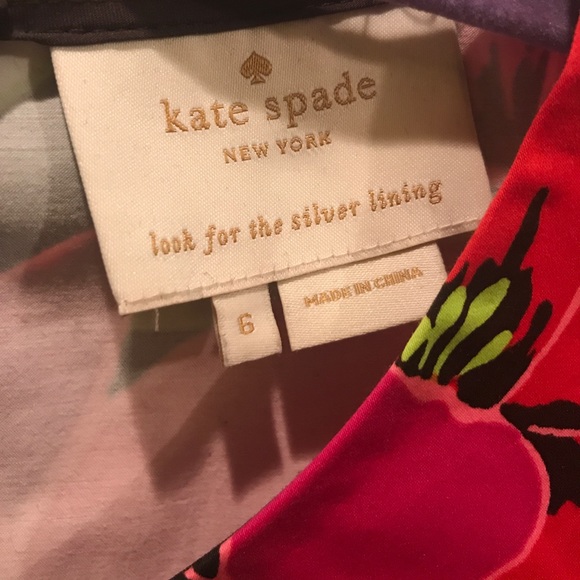 kate spade
NEW YORK
look for the silver lining
6
MADE IN CHINA